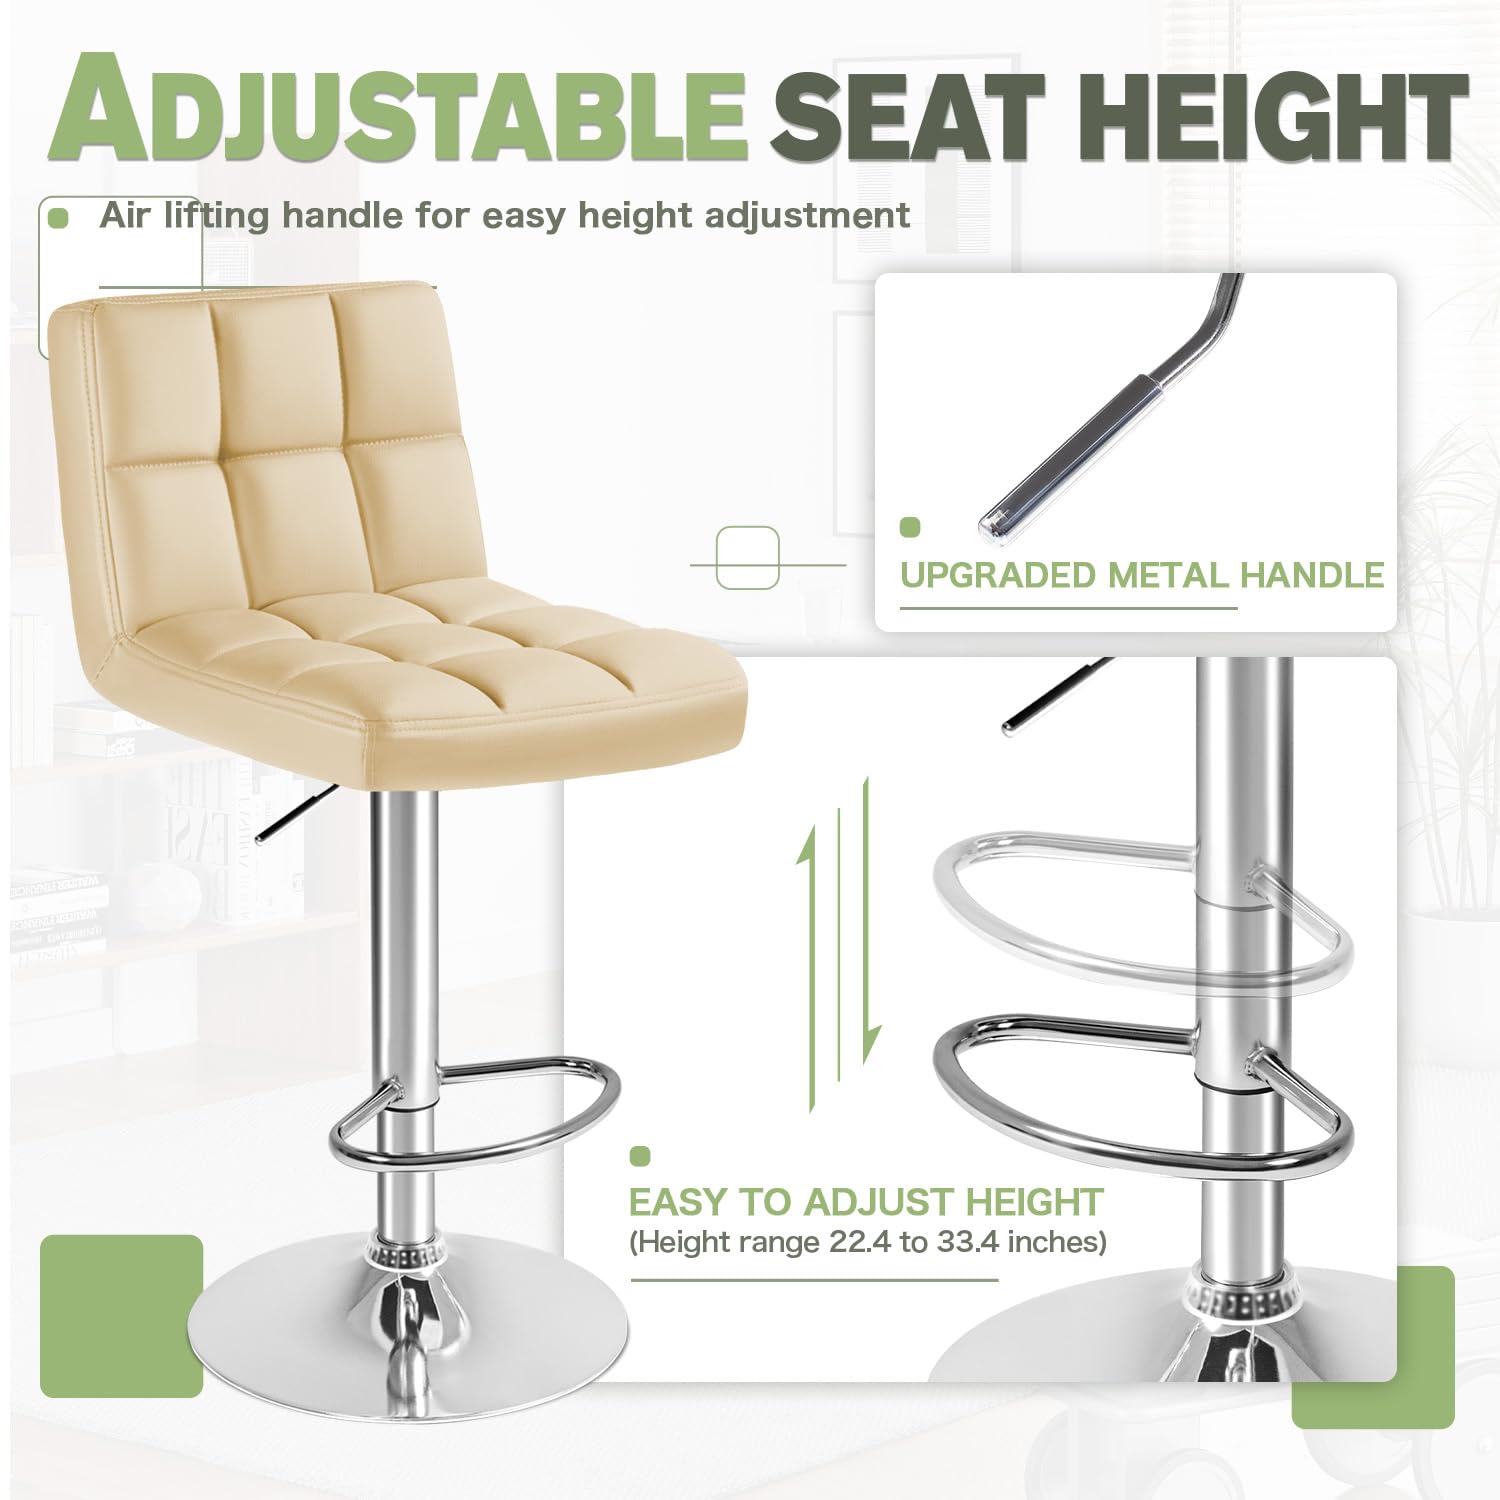 ADJUSTABLE SEAT HEIGHT
Air lifting handle for easy height adjustment
UPGRADED METAL HANDLE
EASY TO ADJUST HEIGHT
(Height range 22.4 to 33.4 inches)